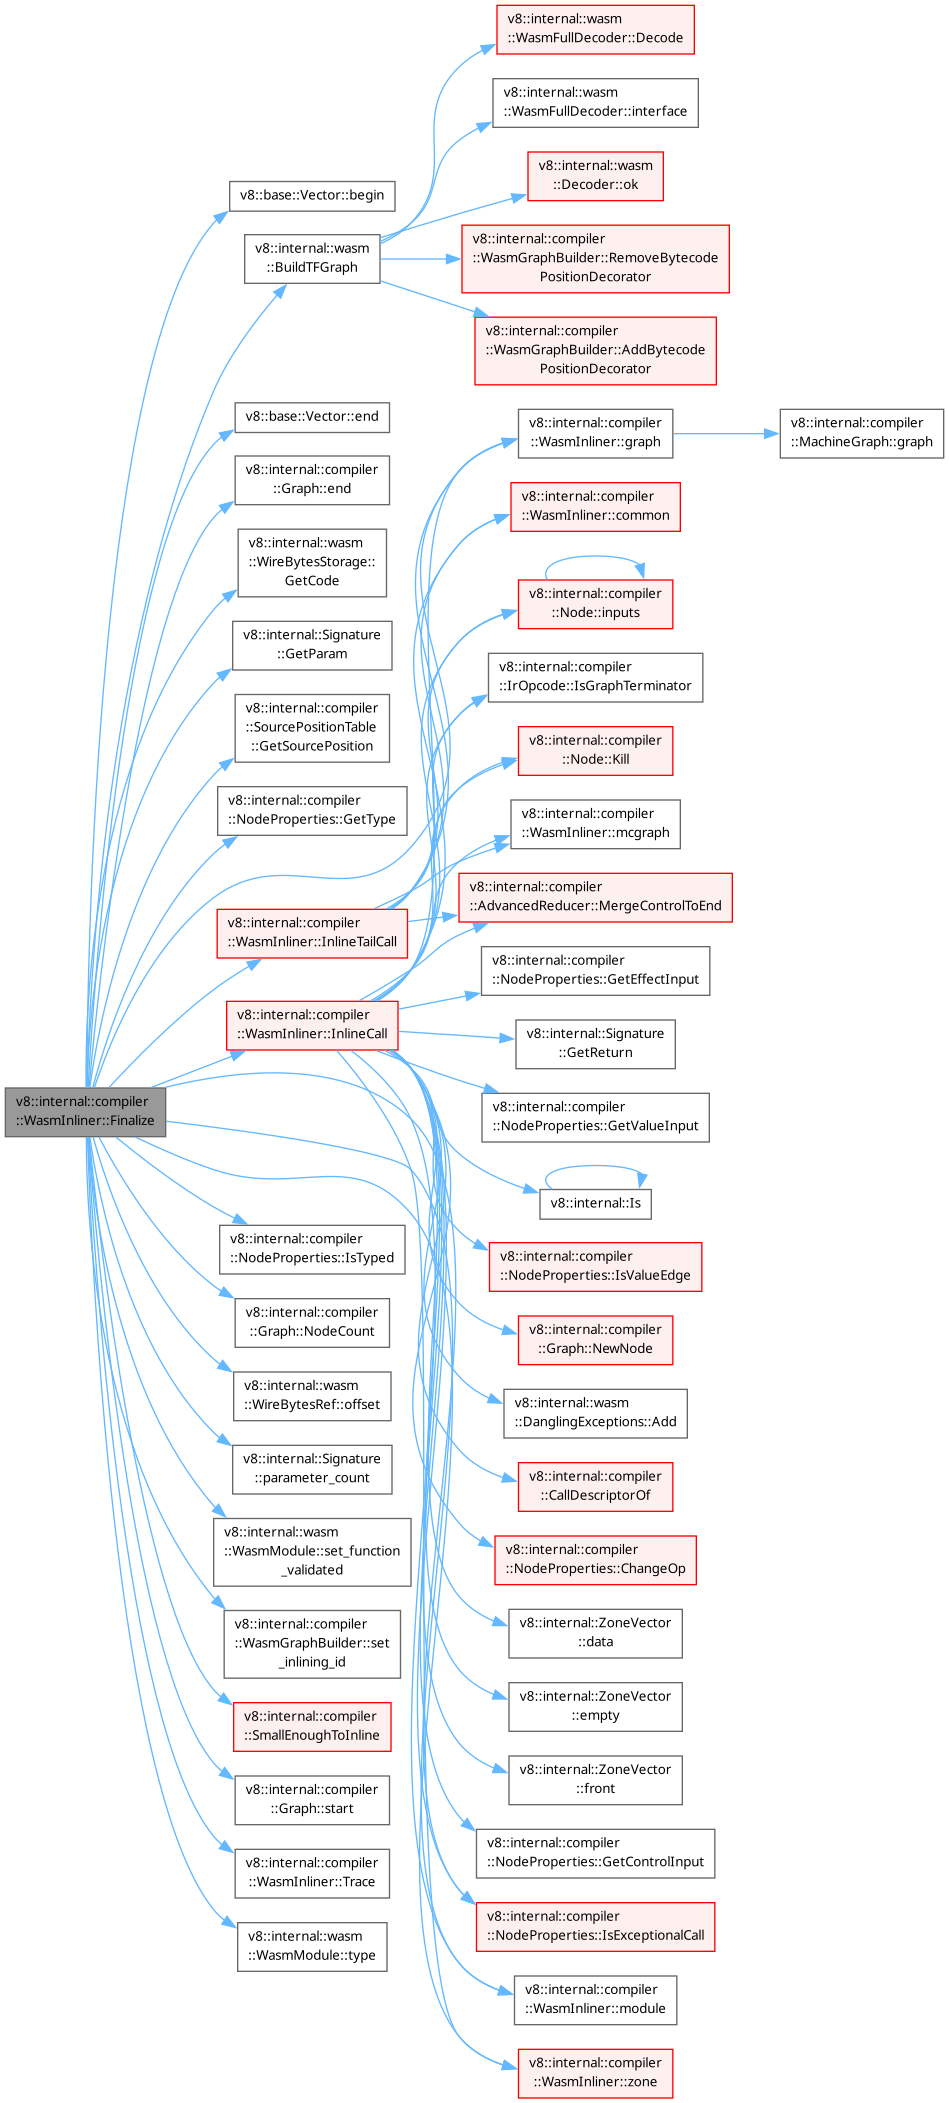 v8::internal::wasm
::WasmFullDecoder::Decode
v8::internal::wasm
::WasmFullDecoder::interface
v8::internal::wasm
::Decoder::ok
v8::base::Vector::begin
v8::internal::wasm
::BuildTFGraph
v8::internal::compiler
::WasmGraphBuilder::RemoveBytecode
PositionDecorator
v8::internal::compiler
::WasmGraphBuilder::AddBytecode
PositionDecorator
v8::base::Vector::end
v8::internal::compiler
::WasmInliner::graph
v8::internal::compiler
::MachineGraph::graph
v8::internal::compiler
::Graph::end
v8::internal::compiler
::WasmInliner::common
v8::internal::wasm
::WireBytesStorage::
GetCode
v8::internal::compiler
::Node::inputs
v8::internal::Signature
::GetParam
v8::internal::compiler
::IrOpcode::IsGraphTerminator
v8::internal::compiler
::SourcePositionTable
::GetSourcePosition
v8::internal::compiler
::Node::Kill
v8::internal::compiler
::NodeProperties::GetType
v8::internal::compiler
::WasmInliner::mcgraph
v8::internal::compiler
::AdvancedReducer::MergeControlToEnd
v8::internal::compiler
::WasmInliner::InlineTailCall
v8::internal::compiler
::NodeProperties::GetEffectInput
v8::internal::compiler
::WasmInliner::InlineCall
v8::internal::Signature
::GetReturn
v8::internal::compiler
::WasmInliner::Finalize
v8::internal::compiler
::NodeProperties::GetValueInput
v8::internal::Is
v8::internal::compiler
::NodeProperties::IsTyped
v8::internal::compiler
::NodeProperties::IsValueEdge
v8::internal::compiler
::Graph::NodeCount
v8::internal::compiler
::Graph::NewNode
v8::internal::wasm
::WireBytesRef::offset
v8::internal::wasm
::DanglingExceptions::Add
v8::internal::Signature
::parameter_count
v8::internal::compiler
::CallDescriptorOf
v8::internal::wasm
::WasmModule::set_function
_validated
v8::internal::compiler
::NodeProperties::ChangeOp
v8::internal::compiler
::WasmGraphBuilder::set
_inlining_id
v8::internal::ZoneVector
::data
v8::internal::compiler
::SmallEnoughToInline
v8::internal::ZoneVector
::empty
v8::internal::compiler
::Graph::start
v8::internal::ZoneVector
::front
v8::internal::compiler
::WasmInliner::Trace
v8::internal::compiler
::NodeProperties::GetControlInput
v8::internal::wasm
::WasmModule::type
v8::internal::compiler
::NodeProperties::IsExceptionalCall
v8::internal::compiler
::WasmInliner::module
v8::internal::compiler
::WasmInliner::zone